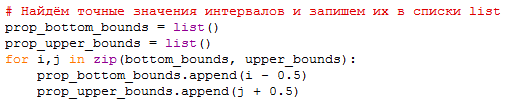 # Найдём точные значения интервалов и запишем их в списки list
prop_bottom_bounds = list()
prop_upper_bounds = list()
for i,j in zip(bottom_bounds, upper_bounds):
    prop_bottom_bounds.append(i - 0.5)
    prop_upper_bounds.append(j + 0.5)